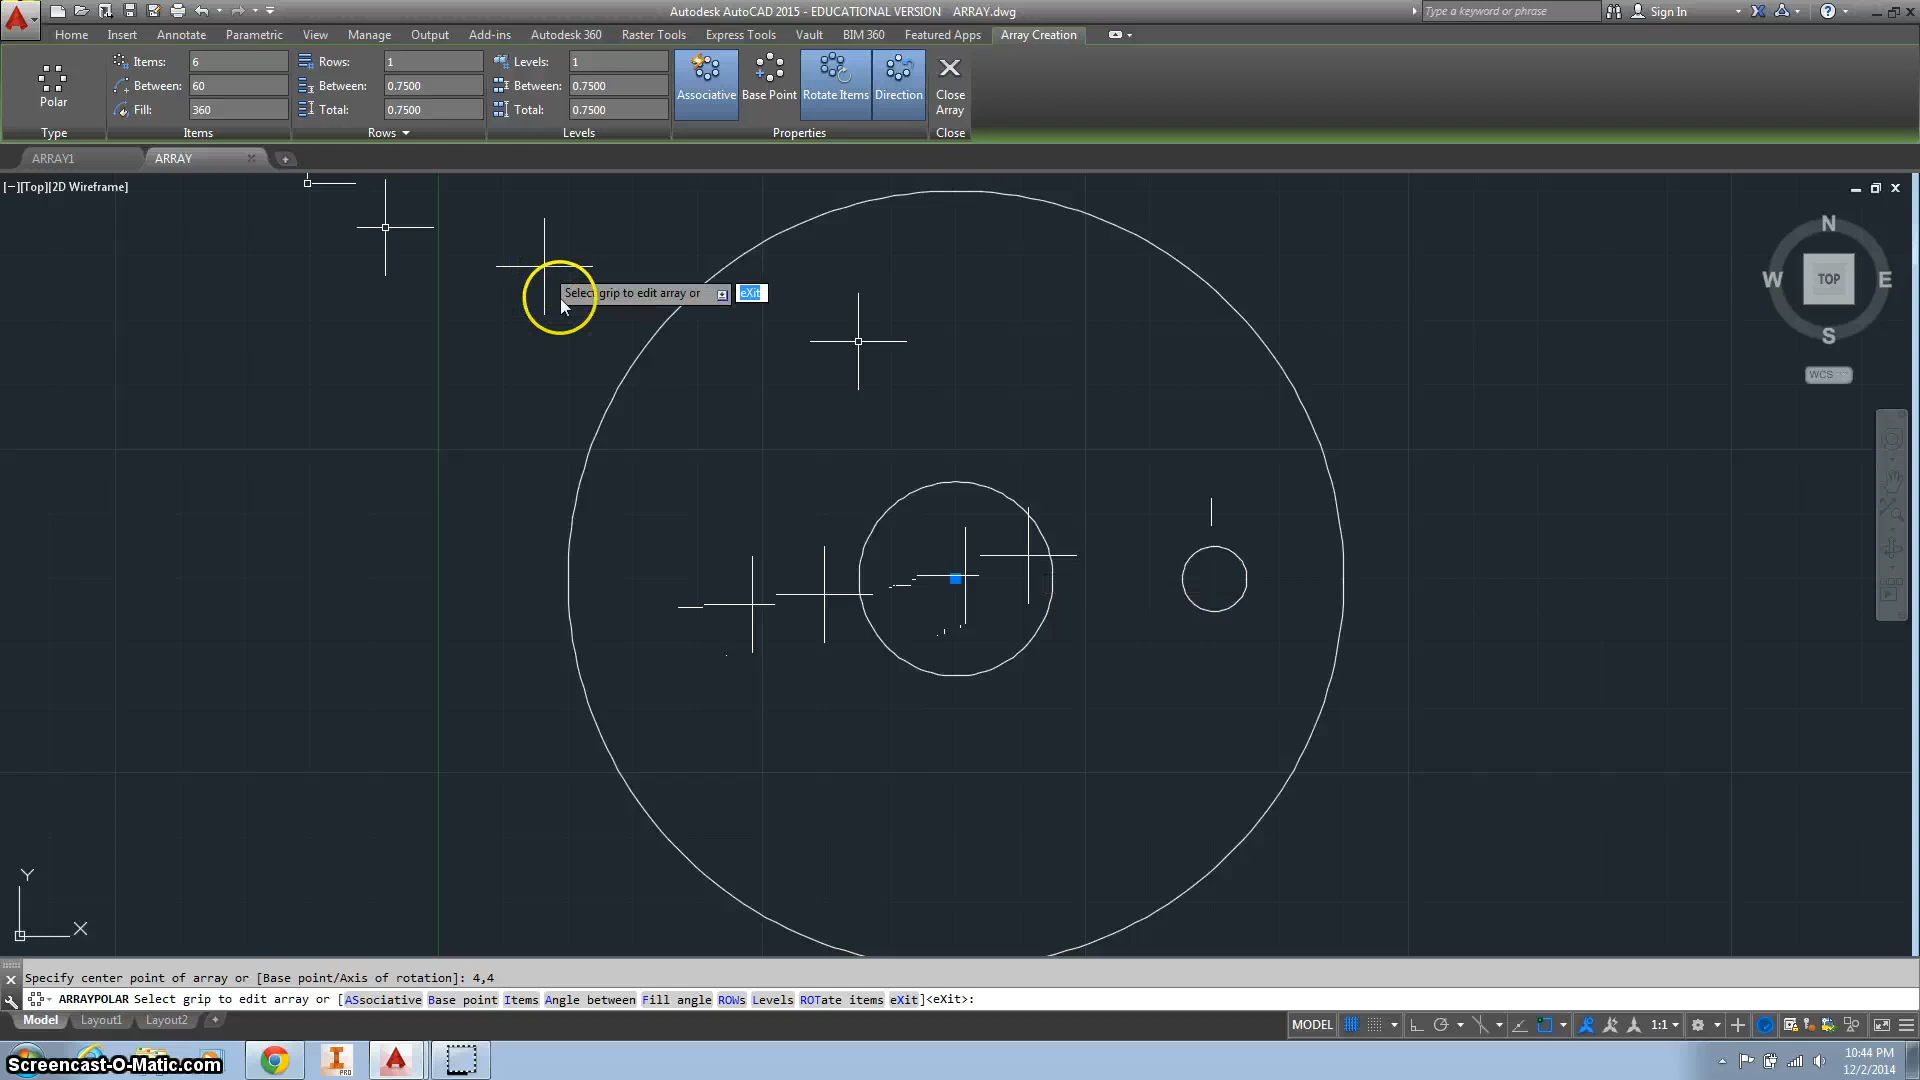 Autodesk AutoCAD 2015 - EDUCATIONAL VERSION ARRAY.dwg
Type a keyword or phrase
Sign In
Home Insert Annotate Parametric View Manage Output Add-ins Autodesk 360 Raster Tools Express Tools Vault BIM 360 Featured Apps Array Creation
Items: 6 Rows: 1 Levels: 1
Between: 60 Between: 0.7500 Between: 0.7500
Fill: 360 Total: 0.7500 Total: 0.7500
Polar
Associative Base Point Rotate Items Direction Close Array
Type Items Rows Levels Properties Close
ARRAY1 ARRAY
[−][Top][2D Wireframe]
N
W TOP E
S
WCS
Select grip to edit array or eXit
Y
X
Specify center point of array or [Base point/Axis of rotation]: 4,4
ARRAYPOLAR Select grip to edit array or [ASsociative Base point Items Angle between Fill angle ROWs Levels ROTate items eXit]<eXit>:
Model Layout1 Layout2
MODEL 1:1
PRO
Screencast-O-Matic.com
10:44 PM
12/2/2014